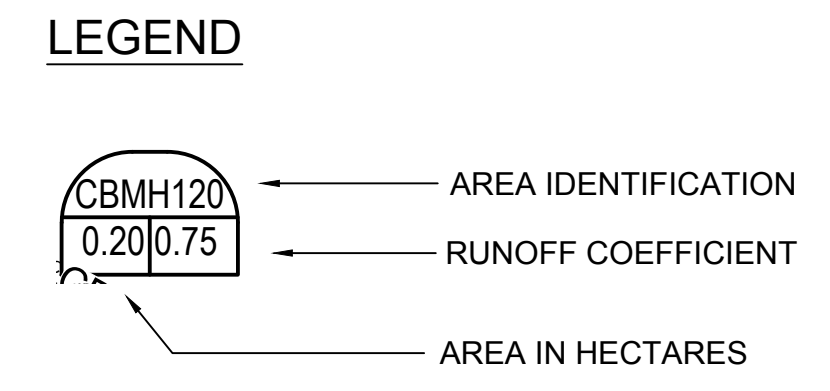 LEGEND
CBMH120
AREA IDENTIFICATION
0.20 0.75
RUNOFF COEFFICIENT
AREA IN HECTARES